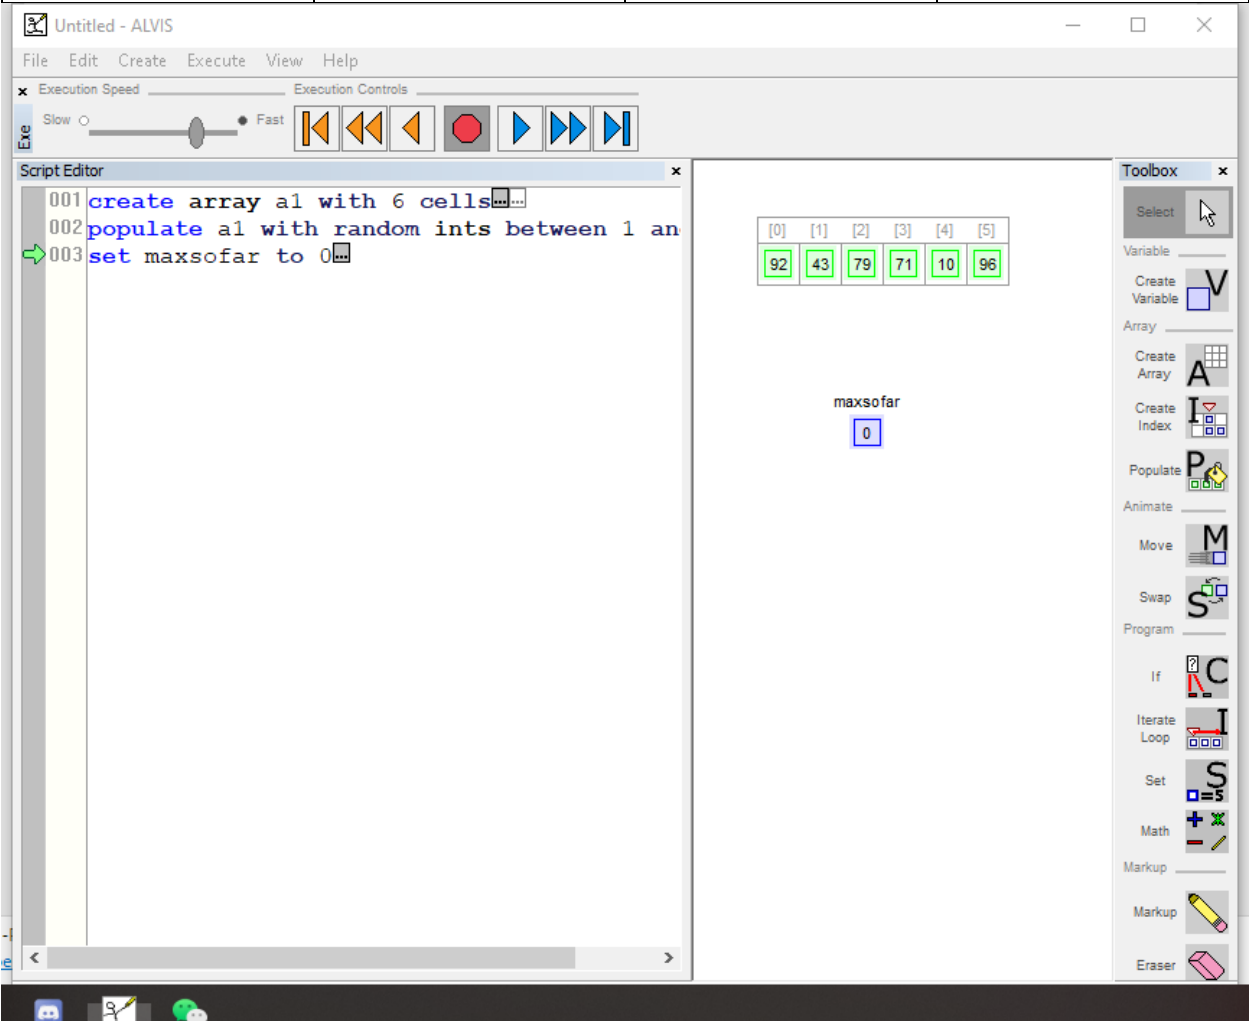 Untitled - ALVIS
File Edit Create Execute View Help
x Execution Speed Execution Controls
Exe
Slow Fast
Script Editor x
001 create array a1 with 6 cells......
002 populate a1 with random ints between 1 an
003 set maxsofar to 0...
[0] [1] [2] [3] [4] [5]
92 43 79 71 10 96
maxsofar
0
Toolbox x
Select
Variable
Create
Variable
V
Array
Create
Array
A
Create
Index
I
Populate
P
Animate
Move
M
Swap
S
Program
If
? C
Iterate
Loop
I
Set
S
=5
Math
Markup
Markup
Eraser